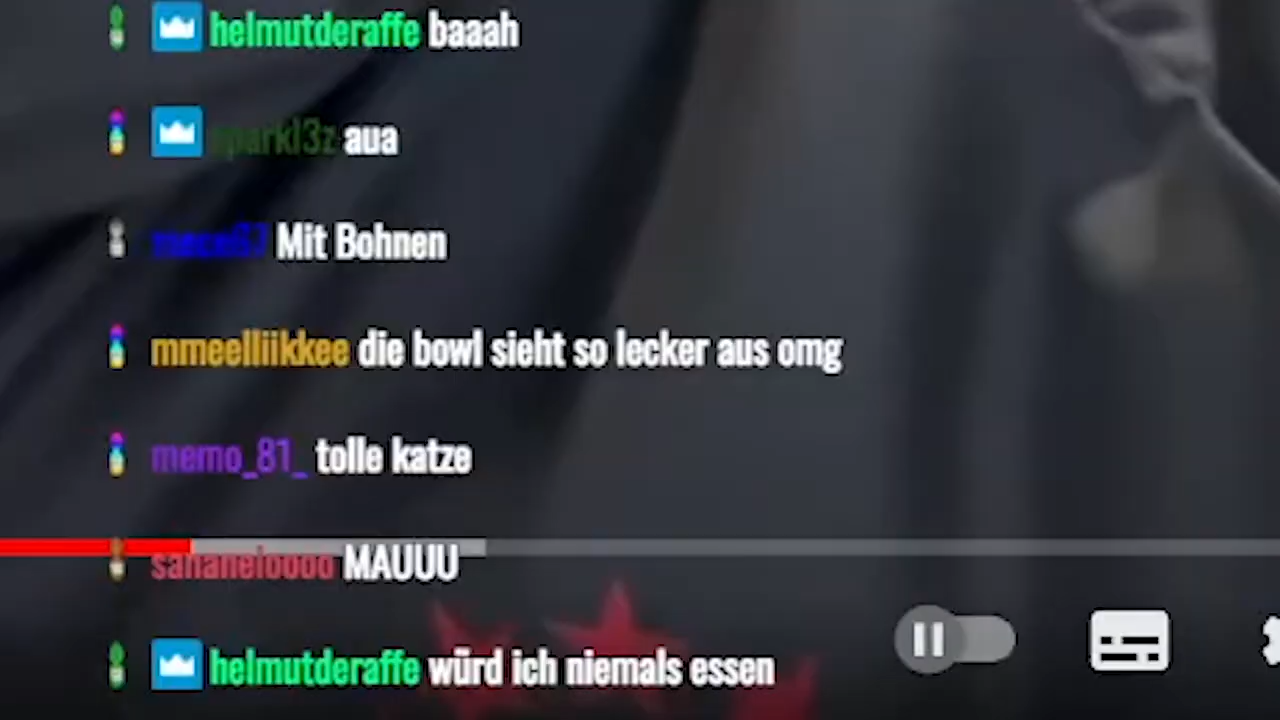 helmutderaffe baaah
aua
Mit Bohnen
mmeelliikkee die bowl sieht so lecker aus omg
memo_81_ tolle katze
MAUUU
helmutderaffe würd ich niemals essen